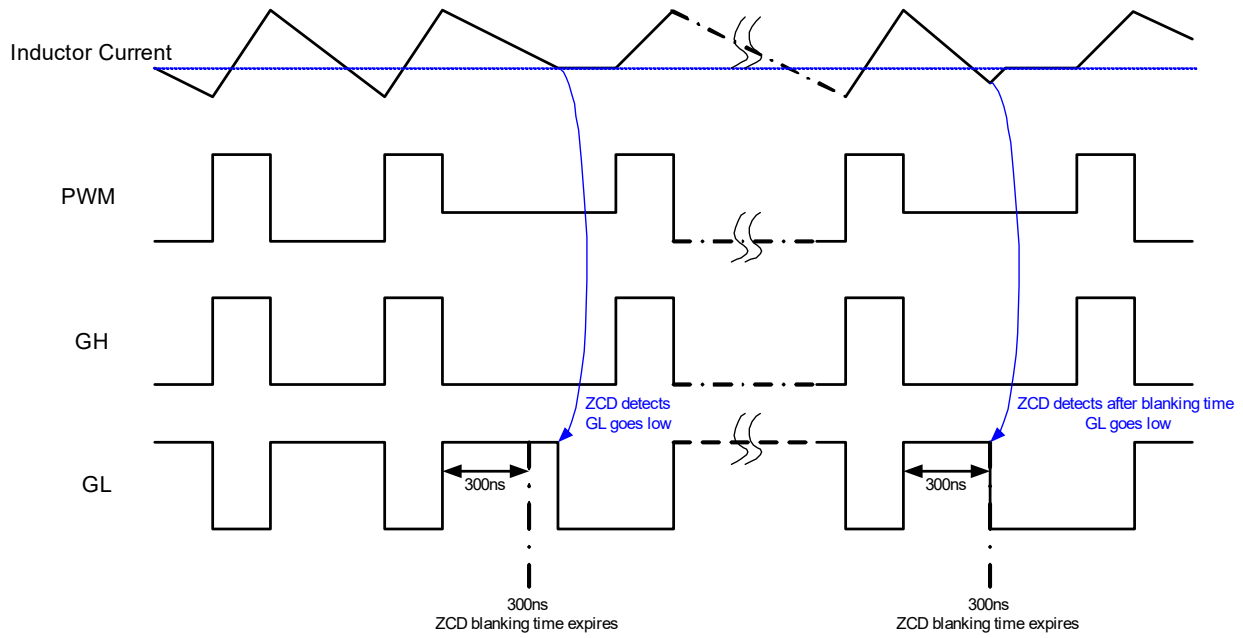 Inductor Current
PWM
GH
ZCD detects
GL goes low
ZCD detects after blanking time
GL goes low
GL
300ns
300ns
300ns
ZCD blanking time expires
300ns
ZCD blanking time expires